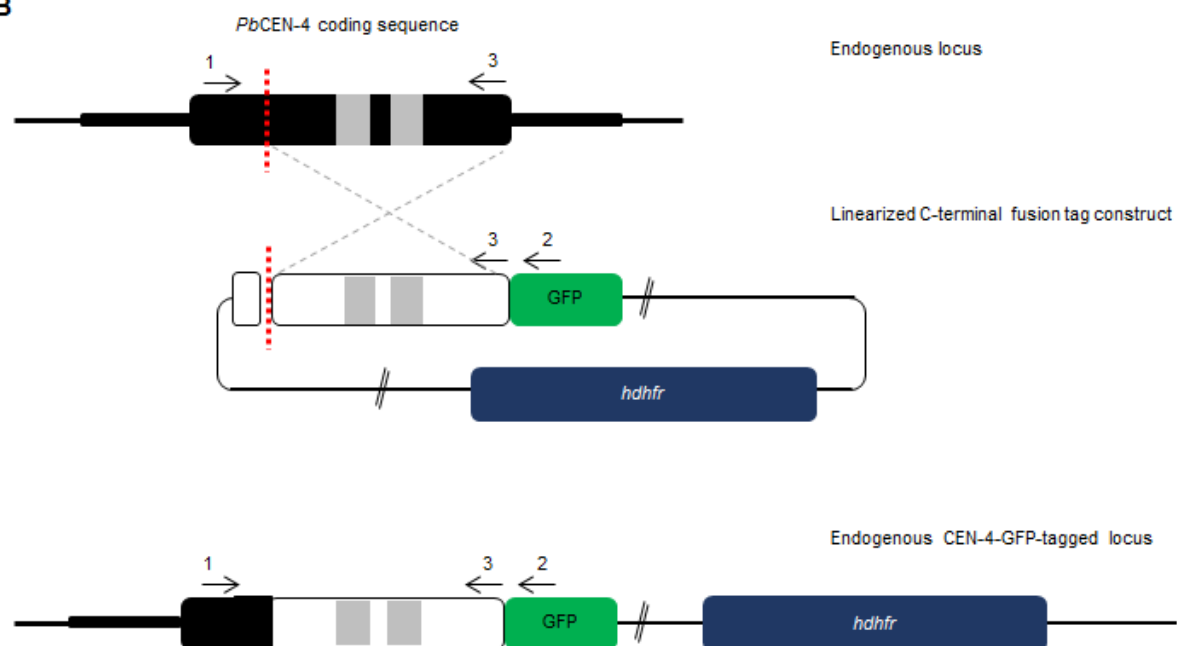 B
PbCEN-4 coding sequence
Endogenous locus
1
3
Linearized C-terminal fusion tag construct
3
2
GFP
hdhfr
Endogenous CEN-4-GFP-tagged locus
1
3
2
GFP
hdhfr